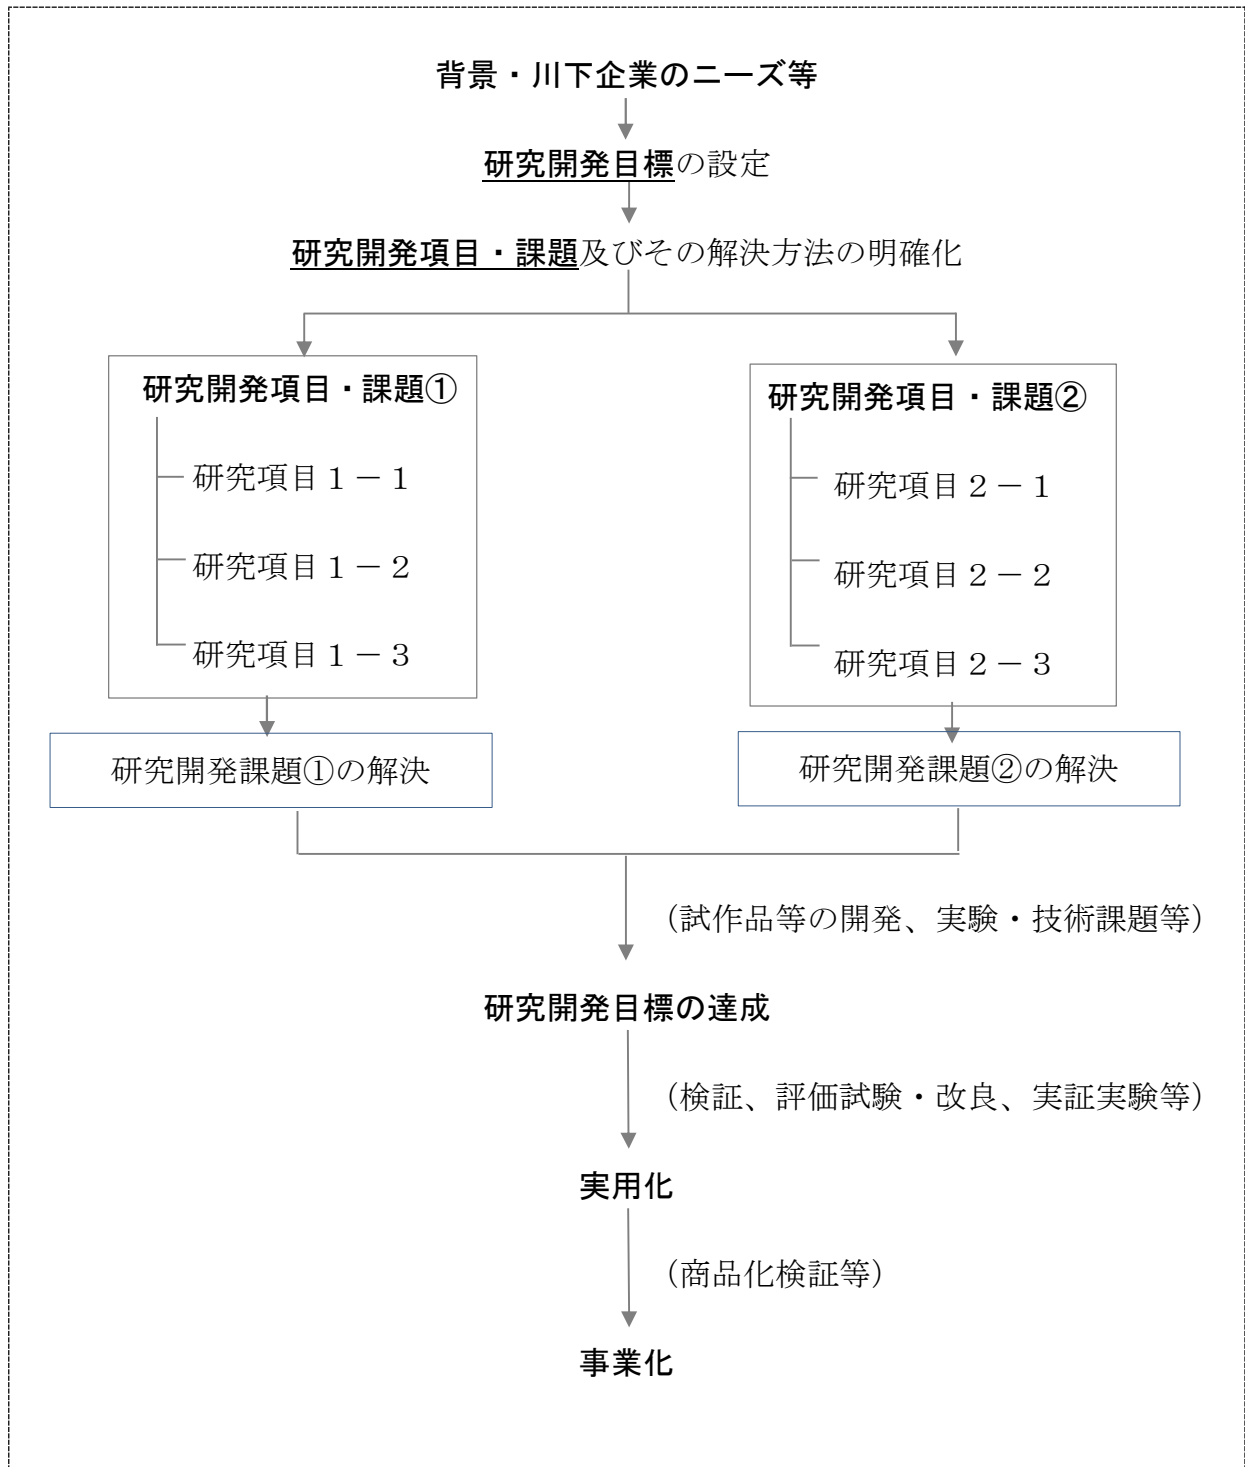 背景・川下企業のニーズ等
研究開発目標の設定
研究開発項目・課題及びその解決方法の明確化
研究開発項目・課題①
研究項目１－１
研究項目１－２
研究項目１－３
研究開発課題①の解決
研究開発項目・課題②
研究項目２－１
研究項目２－２
研究項目２－３
研究開発課題②の解決
（試作品等の開発、実験・技術課題等）
研究開発目標の達成
（検証、評価試験・改良、実証実験等）
実用化
（商品化検証等）
事業化